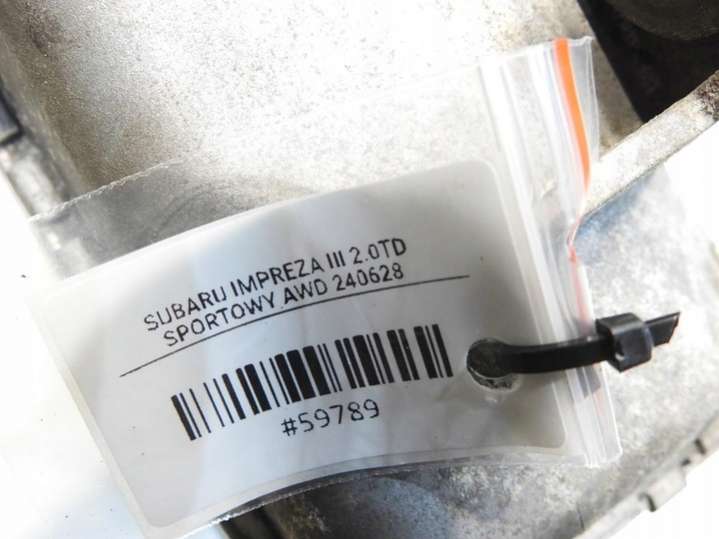 SUBARU IMPREZA III 2.0TD
SPORTOWY AWD 240628
#59789